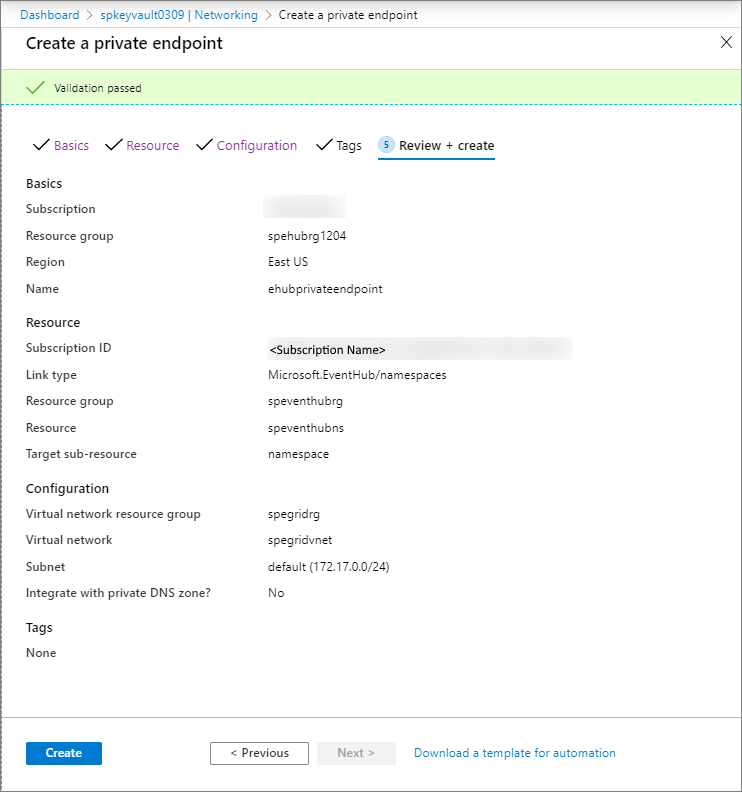 Dashboard > spkeyvault0309 | Networking > Create a private endpoint
Create a private endpoint
Validation passed
Basics Resource Configuration Tags 5 Review + create
Basics
Subscription
Resource group spehubrg1204
Region East US
Name ehubprivateendpoint
Resource
Subscription ID <Subscription Name>
Link type Microsoft.EventHub/namespaces
Resource group speventhubrg
Resource speventhubns
Target sub-resource namespace
Configuration
Virtual network resource group spegridrg
Virtual network spegridvnet
Subnet default (172.17.0.0/24)
Integrate with private DNS zone? No
Tags
None
Create < Previous Next > Download a template for automation